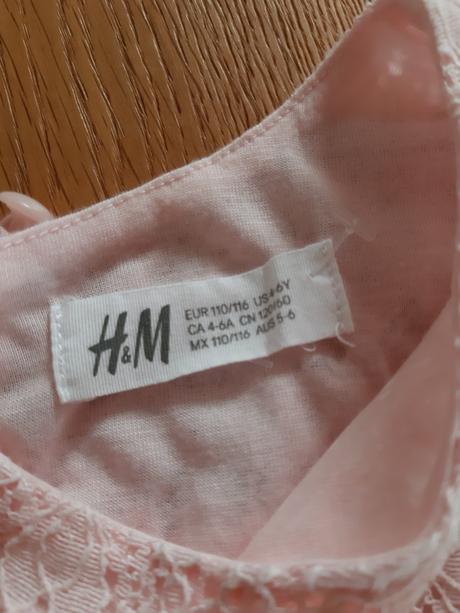 H&M
EUR 110/116 US 4-6Y
CA 4-6A CN 120/60
MX 110/116 AUS 5-6